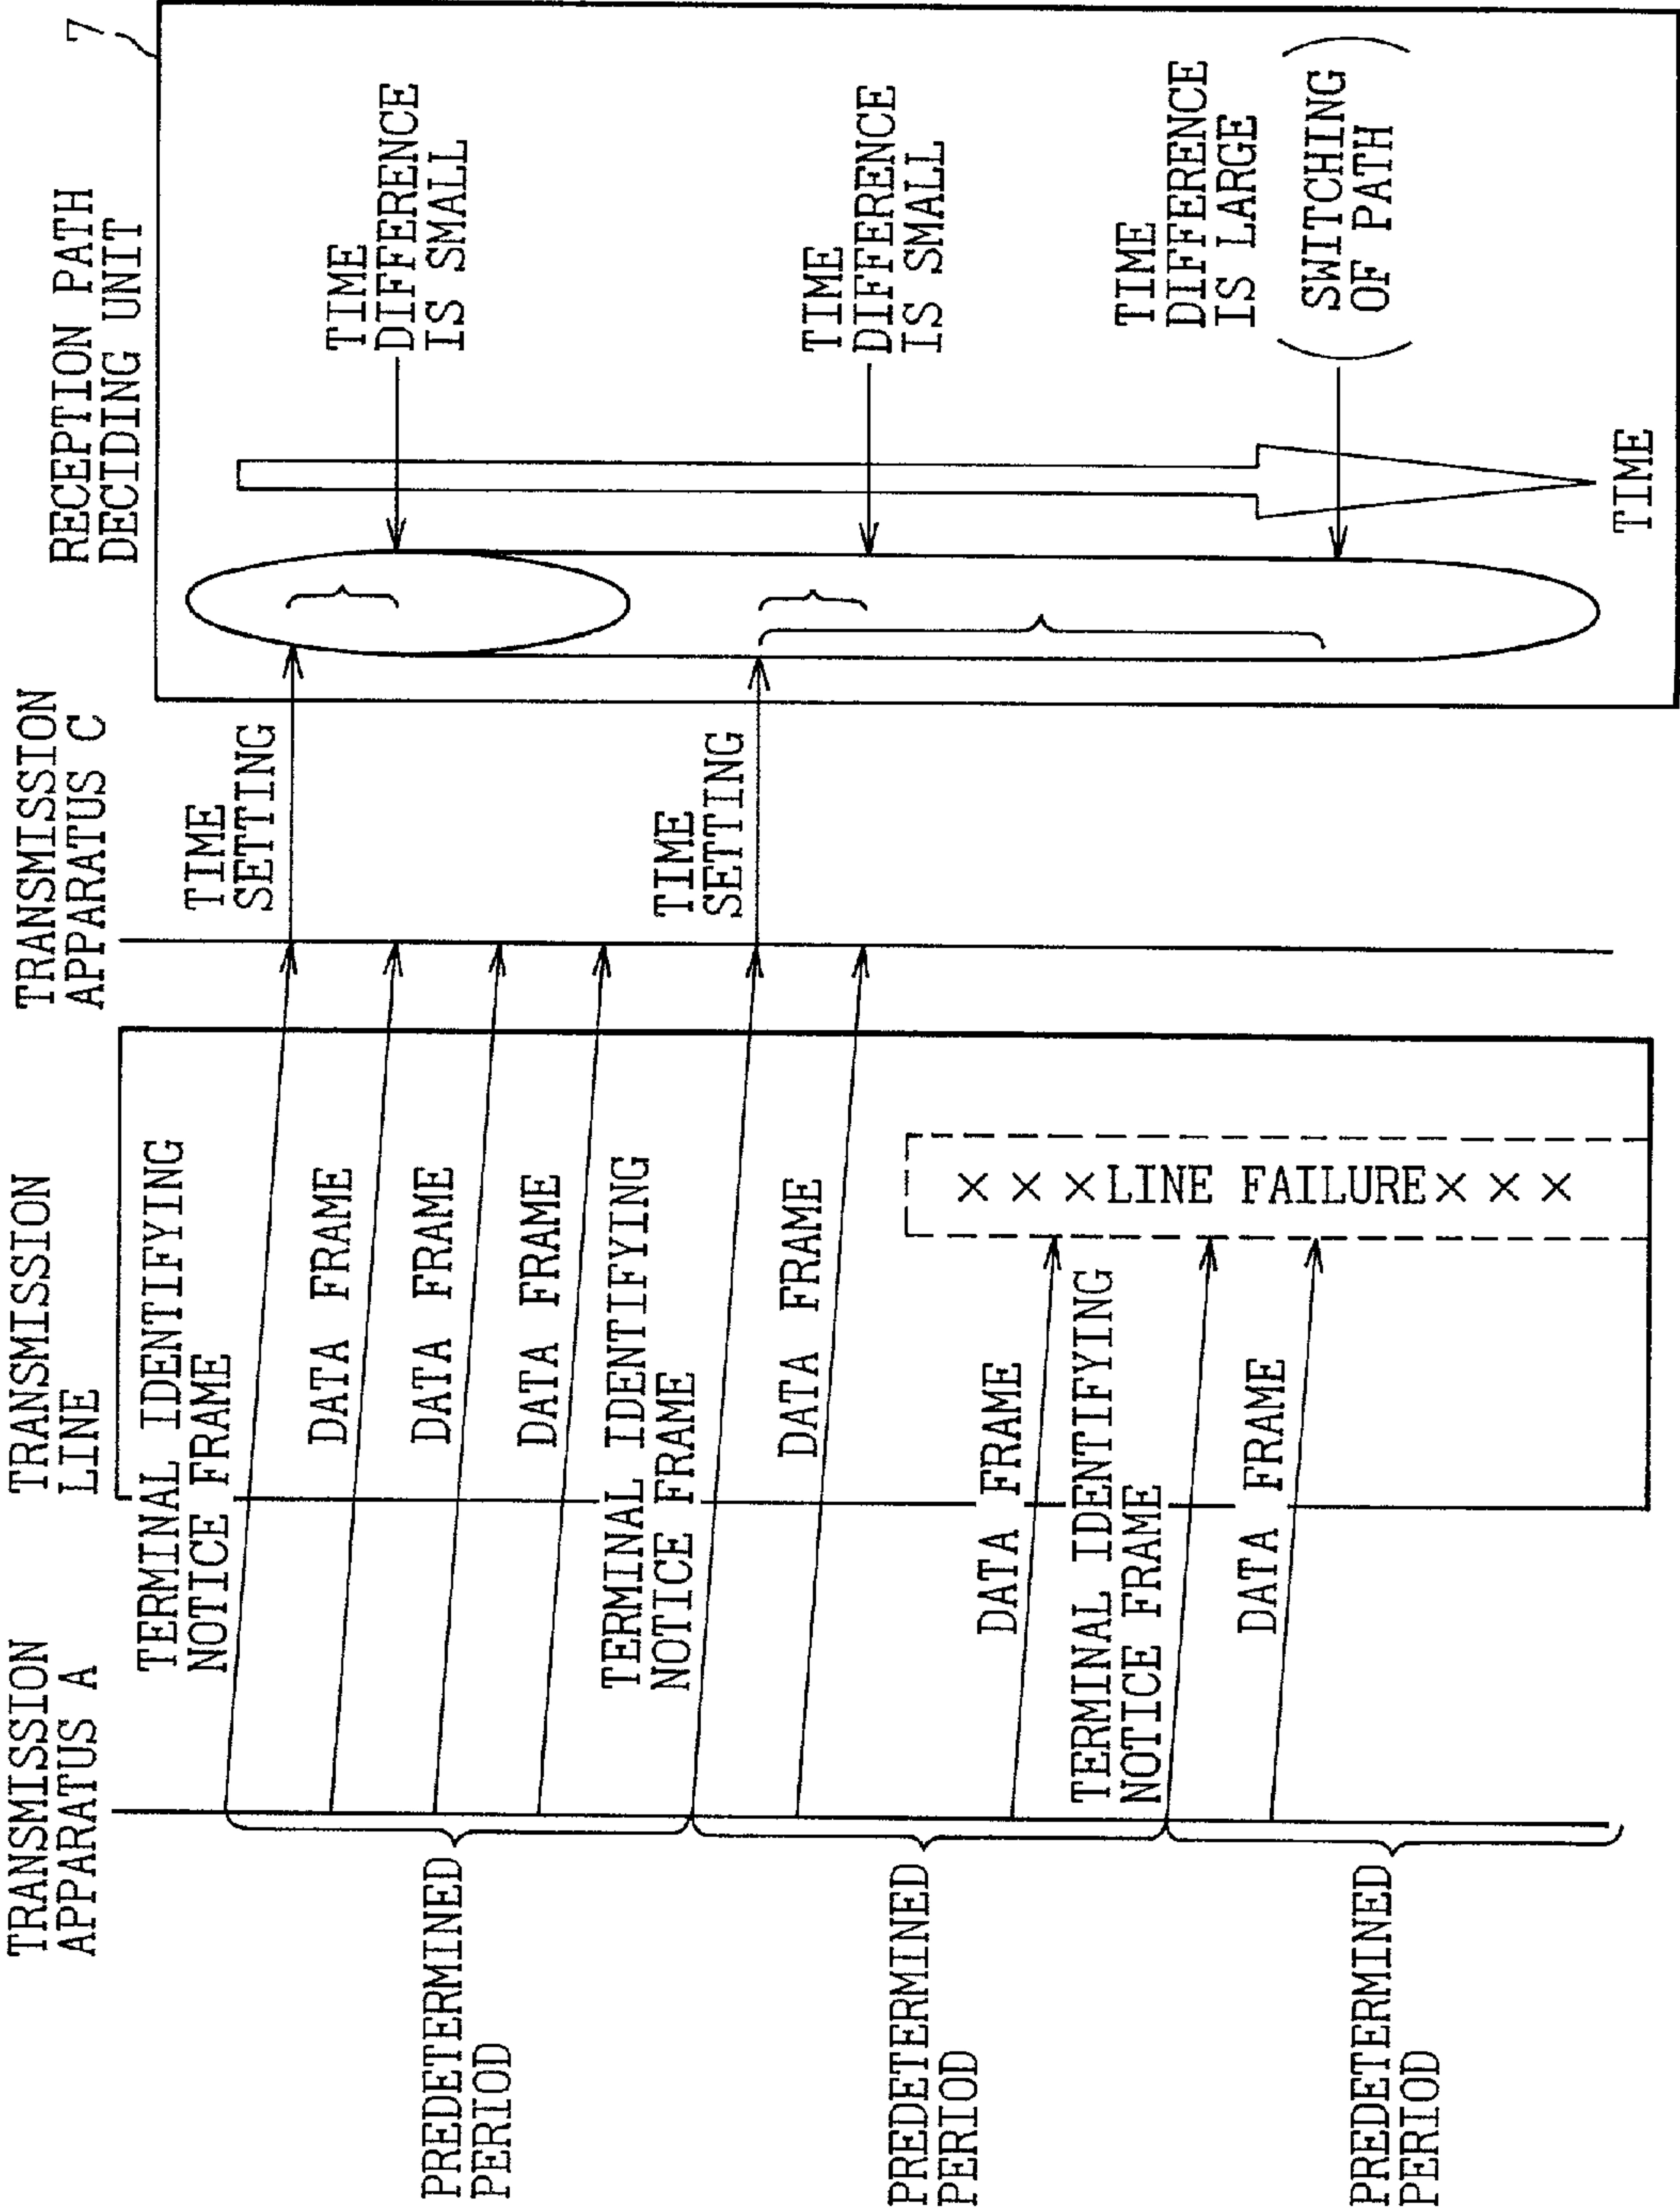 TRANSMISSION
APPARATUS A
TRANSMISSION
LINE
TRANSMISSION
APPARATUS C
RECEPTION PATH
DECIDING UNIT
7
PREDETERMINED
PERIOD
PREDETERMINED
PERIOD
PREDETERMINED
PERIOD
TERMINAL IDENTIFYING
NOTICE FRAME
DATA FRAME
DATA FRAME
DATA FRAME
TERMINAL IDENTIFYING
NOTICE FRAME
DATA FRAME
DATA FRAME
TERMINAL IDENTIFYING
NOTICE FRAME
DATA FRAME
× × × LINE FAILURE × × ×
TIME
SETTING
TIME
SETTING
TIME
DIFFERENCE
IS SMALL
TIME
DIFFERENCE
IS SMALL
TIME
DIFFERENCE
IS LARGE
(SWITCHING
OF PATH)
TIME